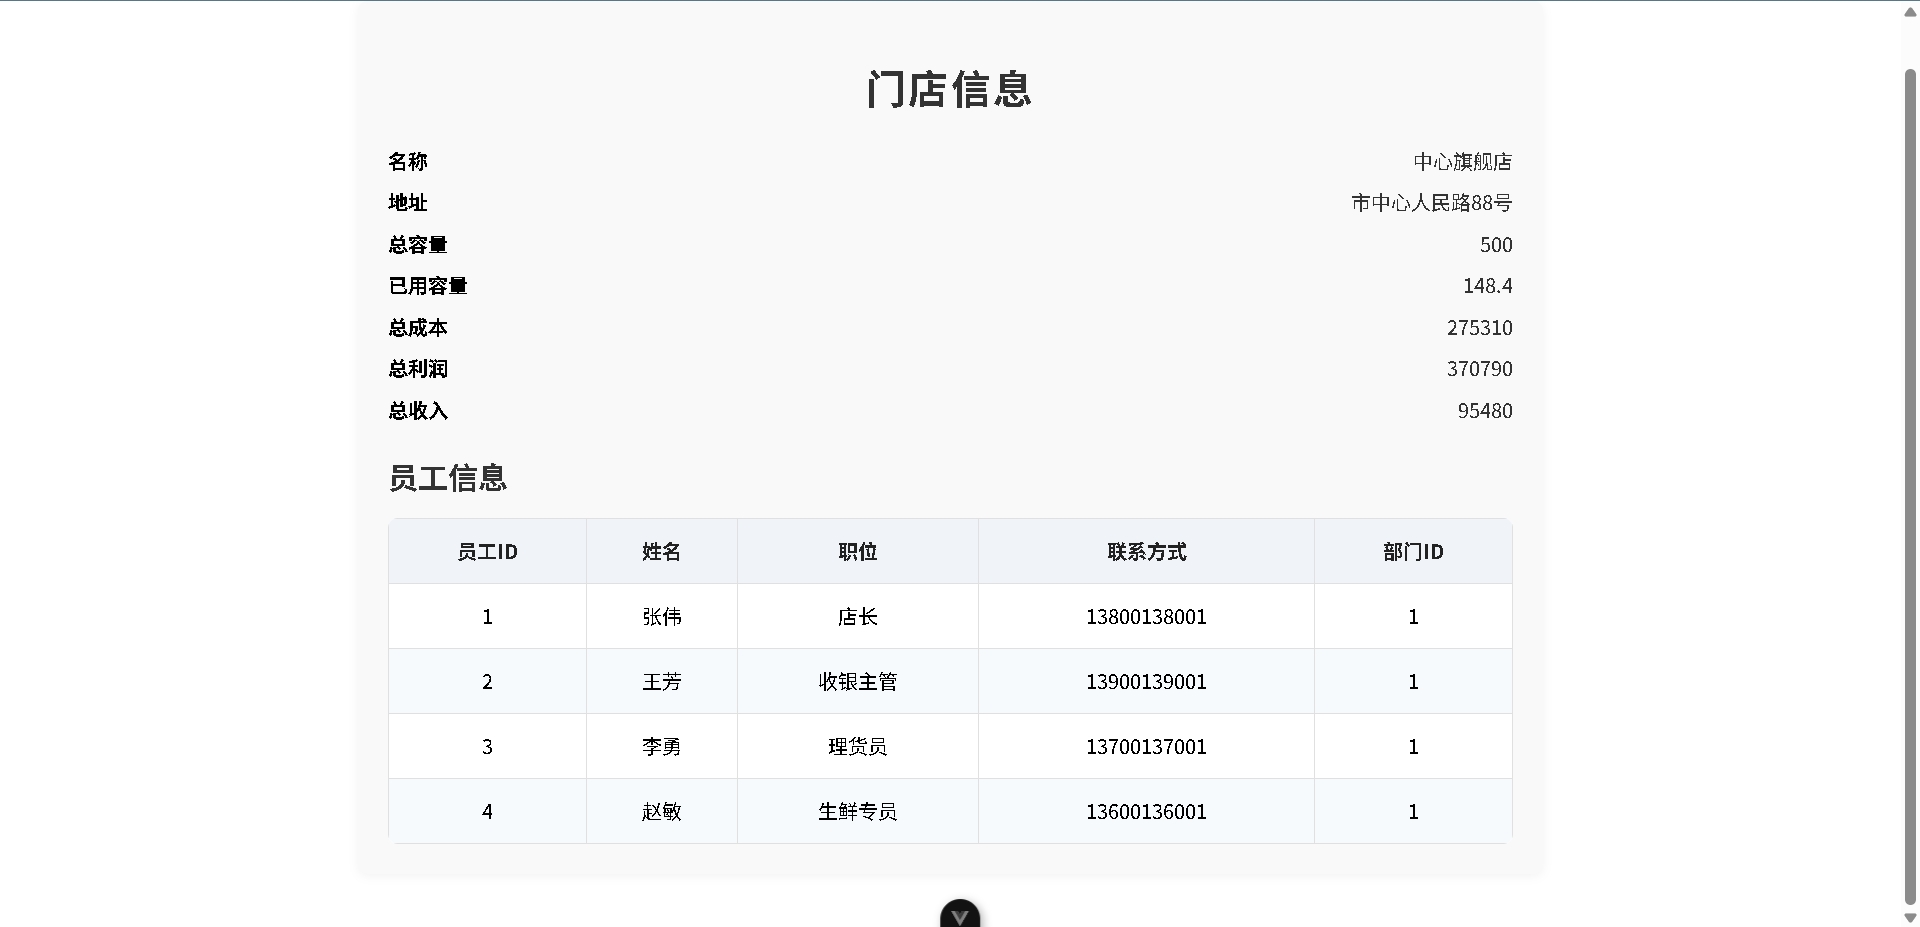 门店信息
名称 中心旗舰店
地址 市中心人民路88号
总容量 500
已用容量 148.4
总成本 275310
总利润 370790
总收入 95480
员工信息
员工ID 姓名 职位 联系方式 部门ID
1 张伟 店长 13800138001 1
2 王芳 收银主管 13900139001 1
3 李勇 理货员 13700137001 1
4 赵敏 生鲜专员 13600136001 1